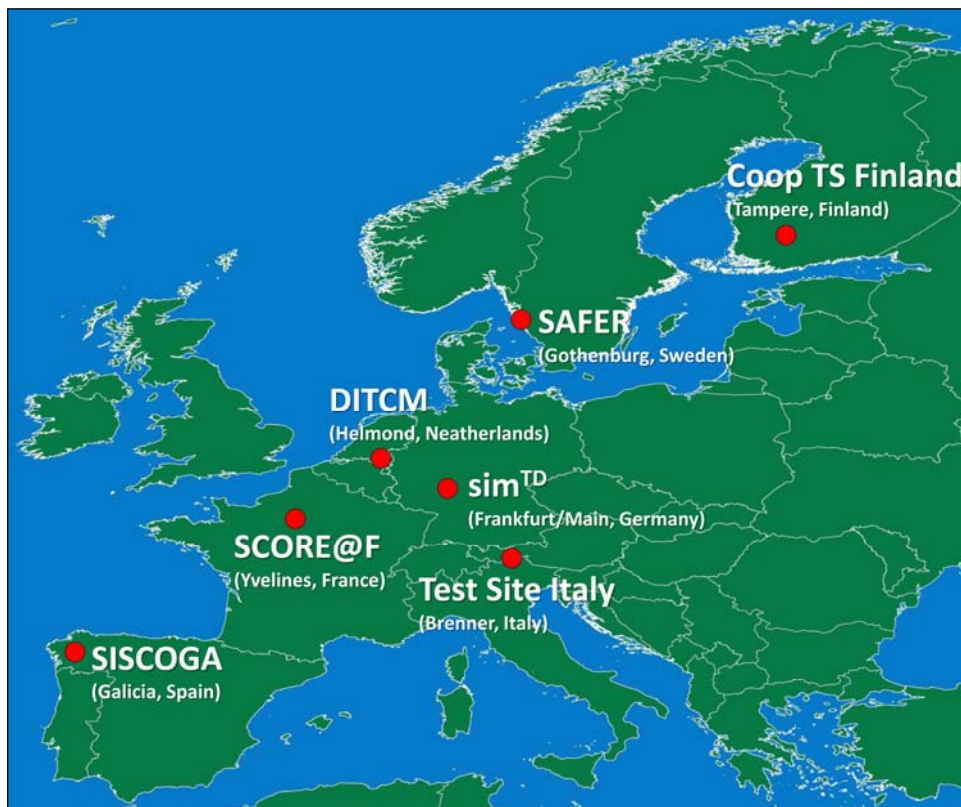 Coop TS Finland
(Tampere, Finland)
SAFER
(Gothenburg, Sweden)
DITCM
(Helmond, Neatherlands)
simTD
(Frankfurt/Main, Germany)
SCORE@F
(Yvelines, France)
Test Site Italy
(Brenner, Italy)
SISCOGA
(Galicia, Spain)